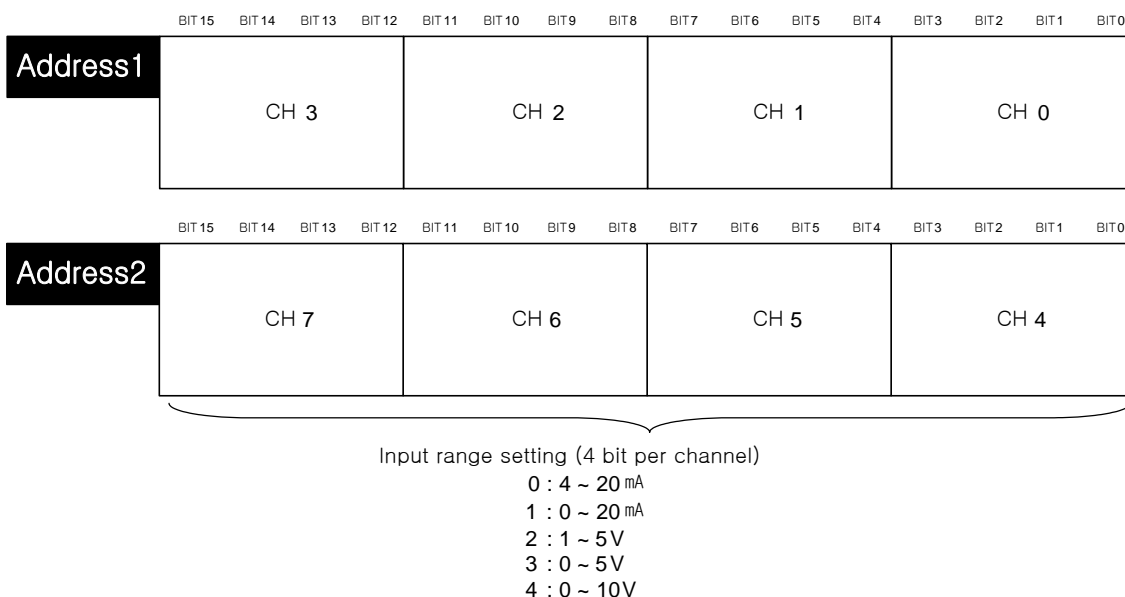 BIT15 BIT14 BIT13 BIT12 BIT11 BIT10 BIT9 BIT8 BIT7 BIT6 BIT5 BIT4 BIT3 BIT2 BIT1 BIT0
Address1
CH 3 CH 2 CH 1 CH 0
BIT15 BIT14 BIT13 BIT12 BIT11 BIT10 BIT9 BIT8 BIT7 BIT6 BIT5 BIT4 BIT3 BIT2 BIT1 BIT0
Address2
CH 7 CH 6 CH 5 CH 4
Input range setting (4 bit per channel)
0 : 4 ~ 20 ㎃
1 : 0 ~ 20 ㎃
2 : 1 ~ 5V
3 : 0 ~ 5V
4 : 0 ~ 10V